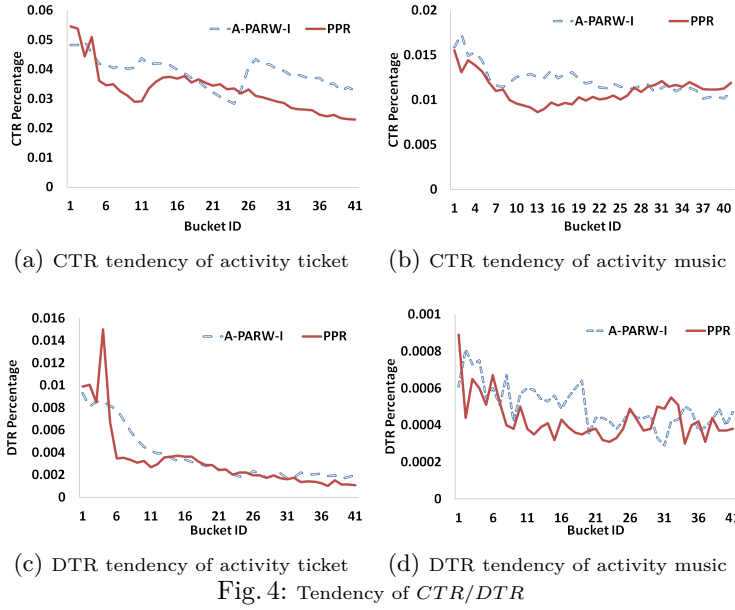 0.06
0.05
0.04
0.03
0.02
0.01
0
CTR Percentage
A-PARW-I PPR
1 6 11 16 21 26 31 36 41
Bucket ID
(a) CTR tendency of activity ticket
0.02
0.015
0.01
0.005
0
CTR Percentage
A-PARW-I PPR
1 4 7 10 13 16 19 22 25 28 31 34 37 40
Bucket ID
(b) CTR tendency of activity music
0.016
0.014
0.012
0.01
0.008
0.006
0.004
0.002
0
DTR Percentage
A-PARW-I PPR
1 6 11 16 21 26 31 36 41
Bucket ID
(c) DTR tendency of activity ticket
0.001
0.0008
0.0006
0.0004
0.0002
0
DTR Percentage
A-PARW-I PPR
1 6 11 16 21 26 31 36 41
Bucket ID
(d) DTR tendency of activity music
Fig. 4: Tendency of CTR/DTR